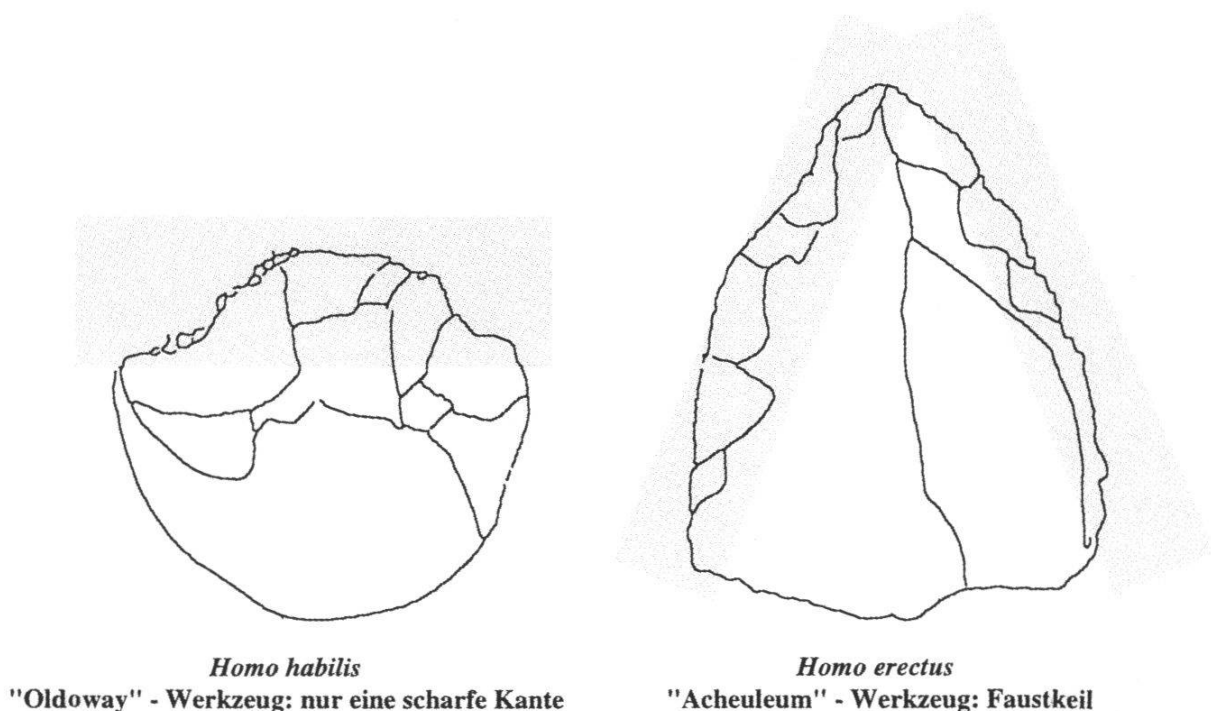 Homo habilis
"Oldoway" - Werkzeug: nur eine scharfe Kante
Homo erectus
"Acheuleum" - Werkzeug: Faustkeil